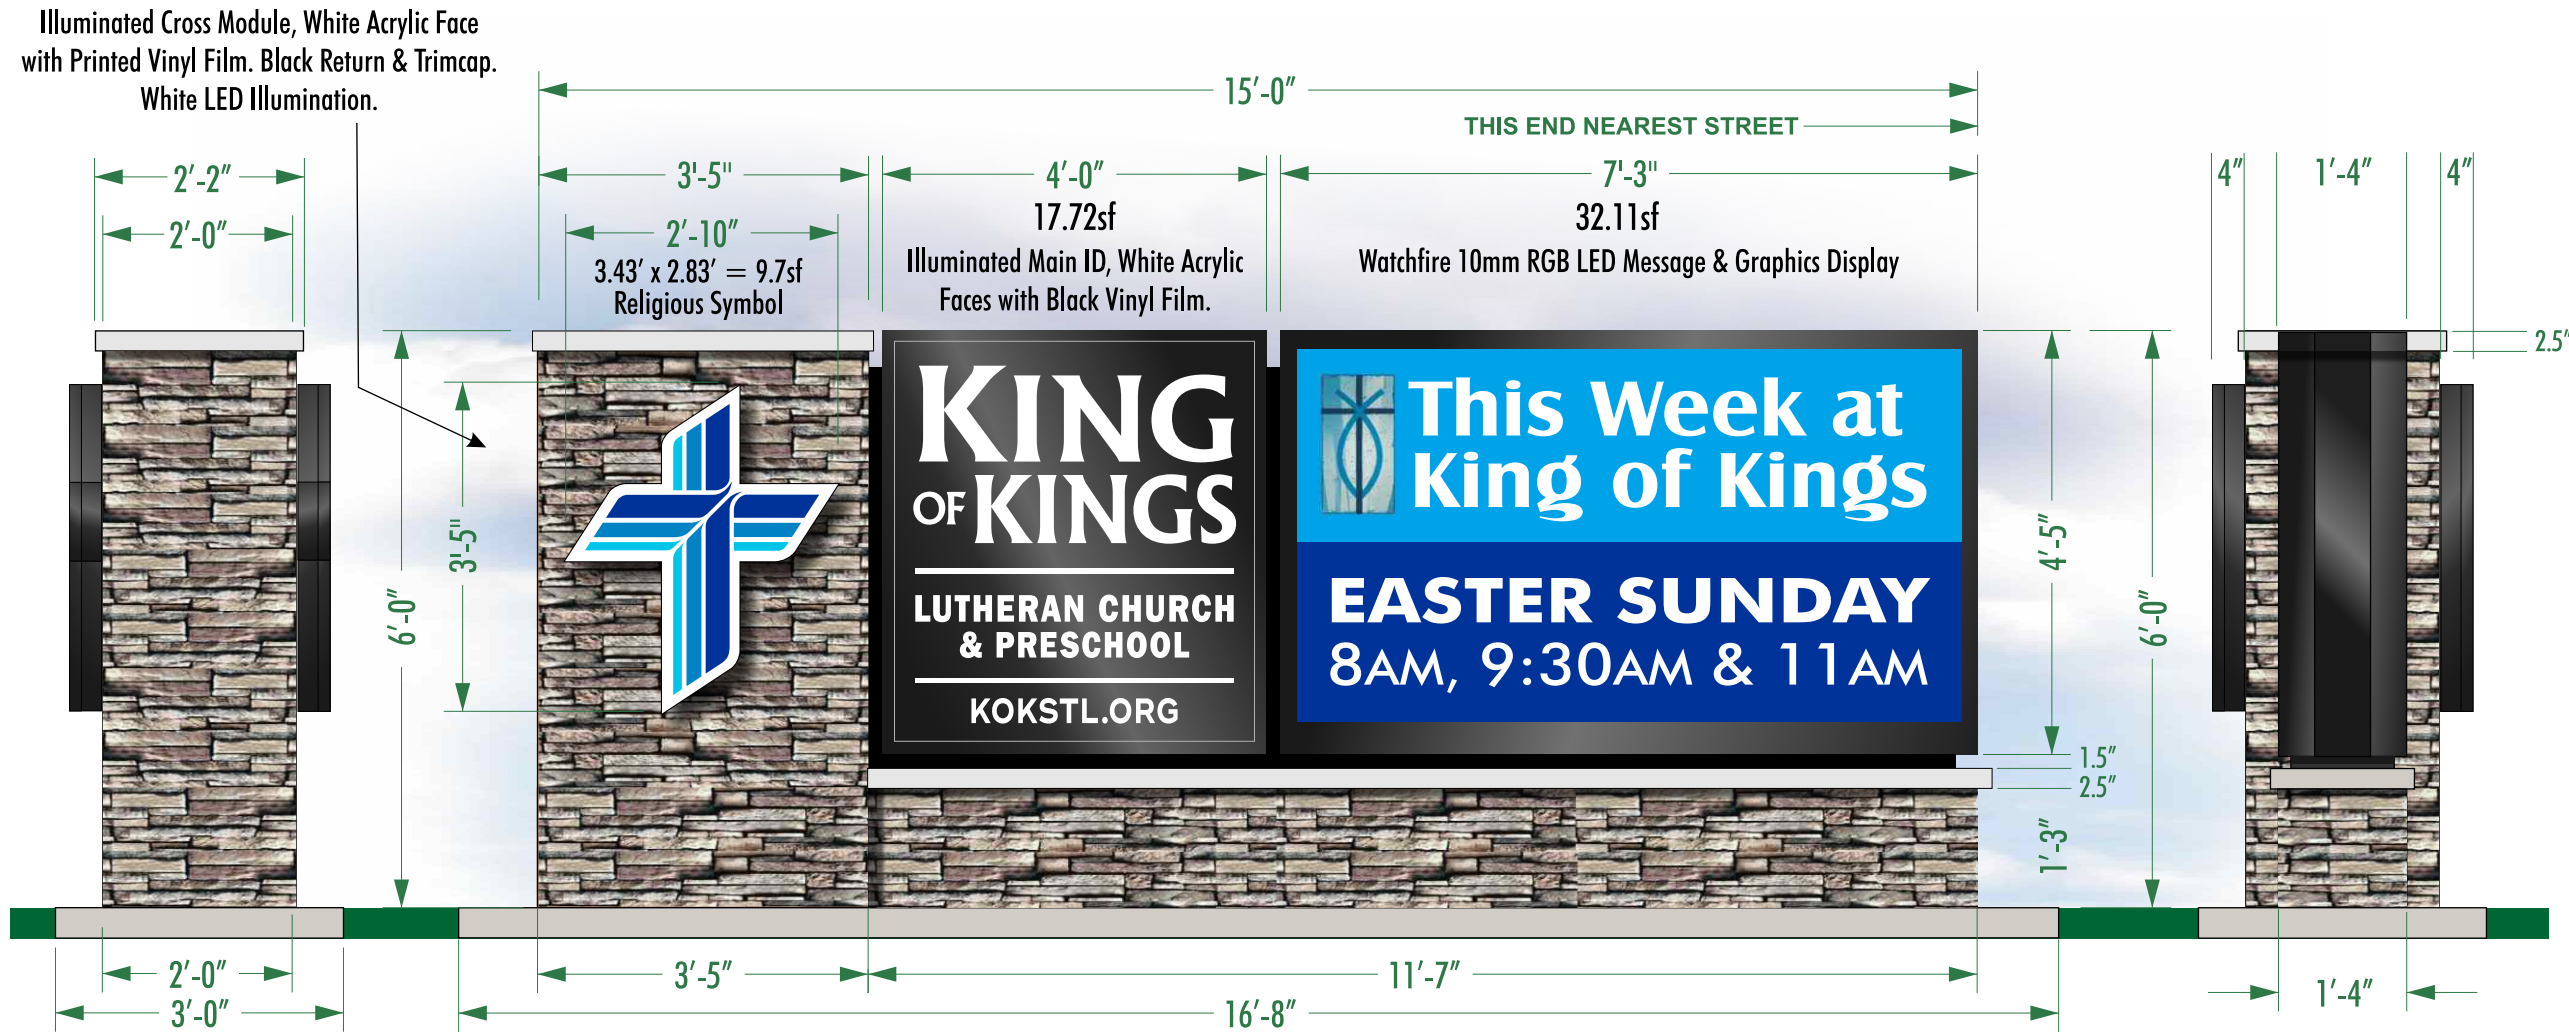 Illuminated Cross Module, White Acrylic Face
with Printed Vinyl Film. Black Return & Trimcap.
White LED Illumination.
15'-0"
THIS END NEAREST STREET
2'-2"
3'-5"
4'-0"
7'-3"
4"
1'-4"
4"
2'-0"
2'-10"
17.72sf
32.11sf
3.43' x 2.83' = 9.7sf
Religious Symbol
Illuminated Main ID, White Acrylic
Faces with Black Vinyl Film.
Watchfire 10mm RGB LED Message & Graphics Display
2.5"
6'-0"
3'-5"
KING
OF KINGS
LUTHERAN CHURCH
& PRESCHOOL
KOKSTL.ORG
This Week at
King of Kings
EASTER SUNDAY
8AM, 9:30AM & 11AM
4'-5"
6'-0"
1.5"
2.5"
1'-3"
2'-0"
3'-0"
3'-5"
11'-7"
16'-8"
1'-4"